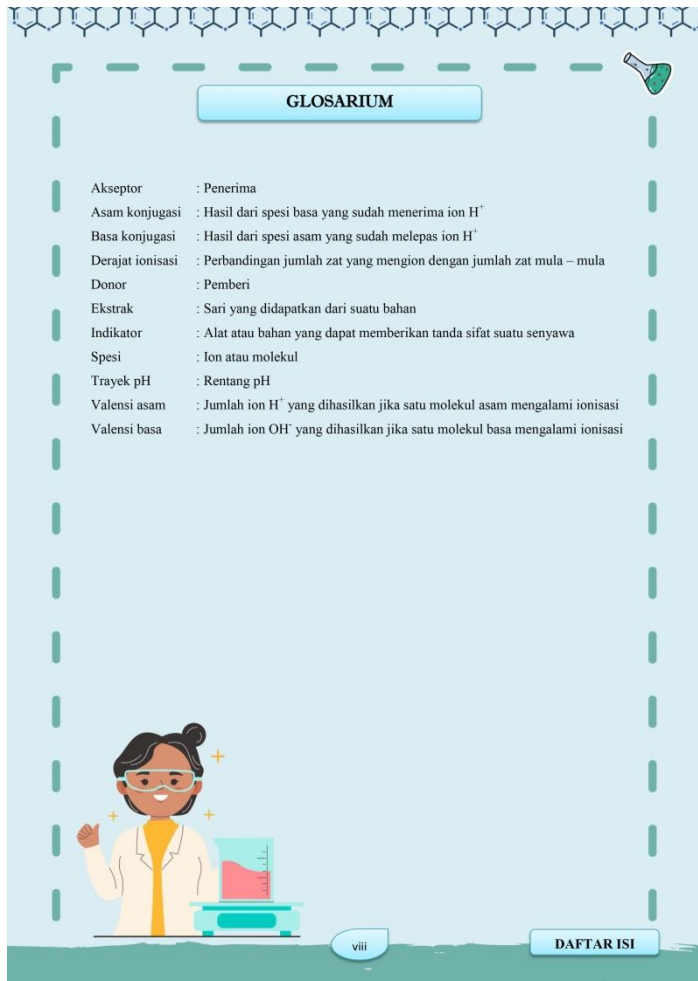 GLOSARIUM
Akseptor : Penerima
Asam konjugasi : Hasil dari spesi basa yang sudah menerima ion H⁺
Basa konjugasi : Hasil dari spesi asam yang sudah melepas ion H⁺
Derajat ionisasi : Perbandingan jumlah zat yang mengion dengan jumlah zat mula – mula
Donor : Pemberi
Ekstrak : Sari yang didapatkan dari suatu bahan
Indikator : Alat atau bahan yang dapat memberikan tanda sifat suatu senyawa
Spesi : Ion atau molekul
Trayek pH : Rentang pH
Valensi asam : Jumlah ion H⁺ yang dihasilkan jika satu molekul asam mengalami ionisasi
Valensi basa : Jumlah ion OH⁻ yang dihasilkan jika satu molekul basa mengalami ionisasi
viii
DAFTAR ISI